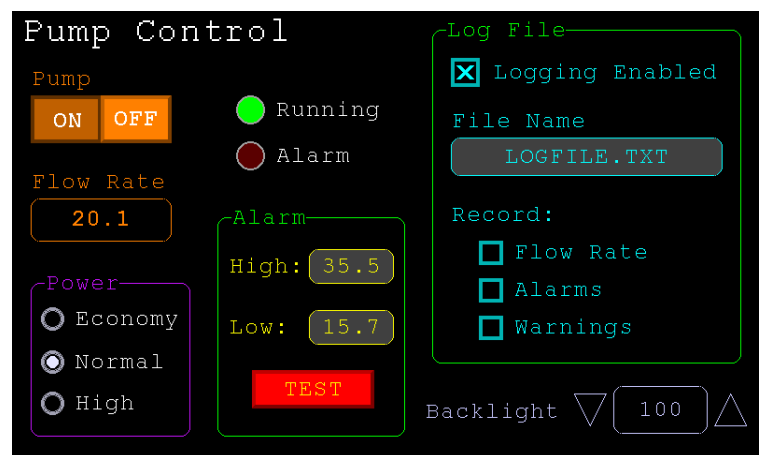 Pump Control
Pump
ON OFF
Running
Alarm
Flow Rate
20.1
Power
Economy
Normal
High
Alarm
High: 35.5
Low: 15.7
TEST
Log File
Logging Enabled
File Name
LOGFILE.TXT
Record:
Flow Rate
Alarms
Warnings
Backlight 100